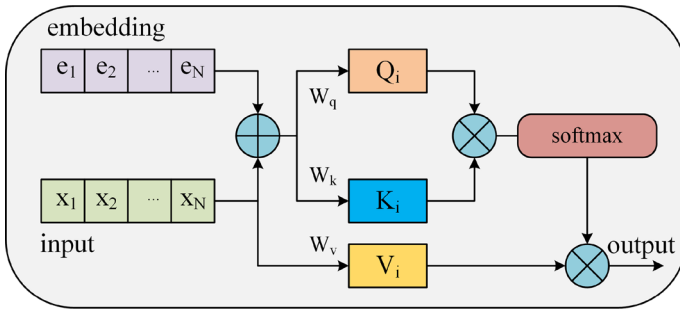 embedding
e1 e2 ... eN
Wq
Qi
softmax
x1 x2 ... xN
input
Wk
Ki
Wv
Vi
output